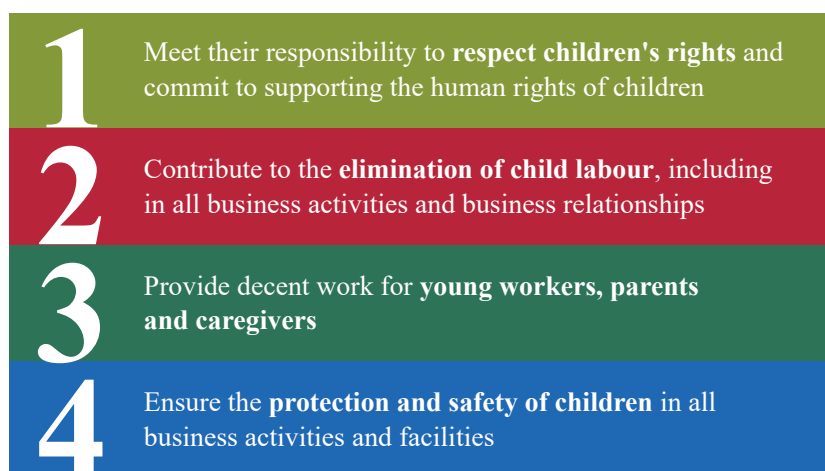 1
Meet their responsibility to respect children's rights and
commit to supporting the human rights of children
2
Contribute to the elimination of child labour, including
in all business activities and business relationships
3
Provide decent work for young workers, parents
and caregivers
4
Ensure the protection and safety of children in all
business activities and facilities